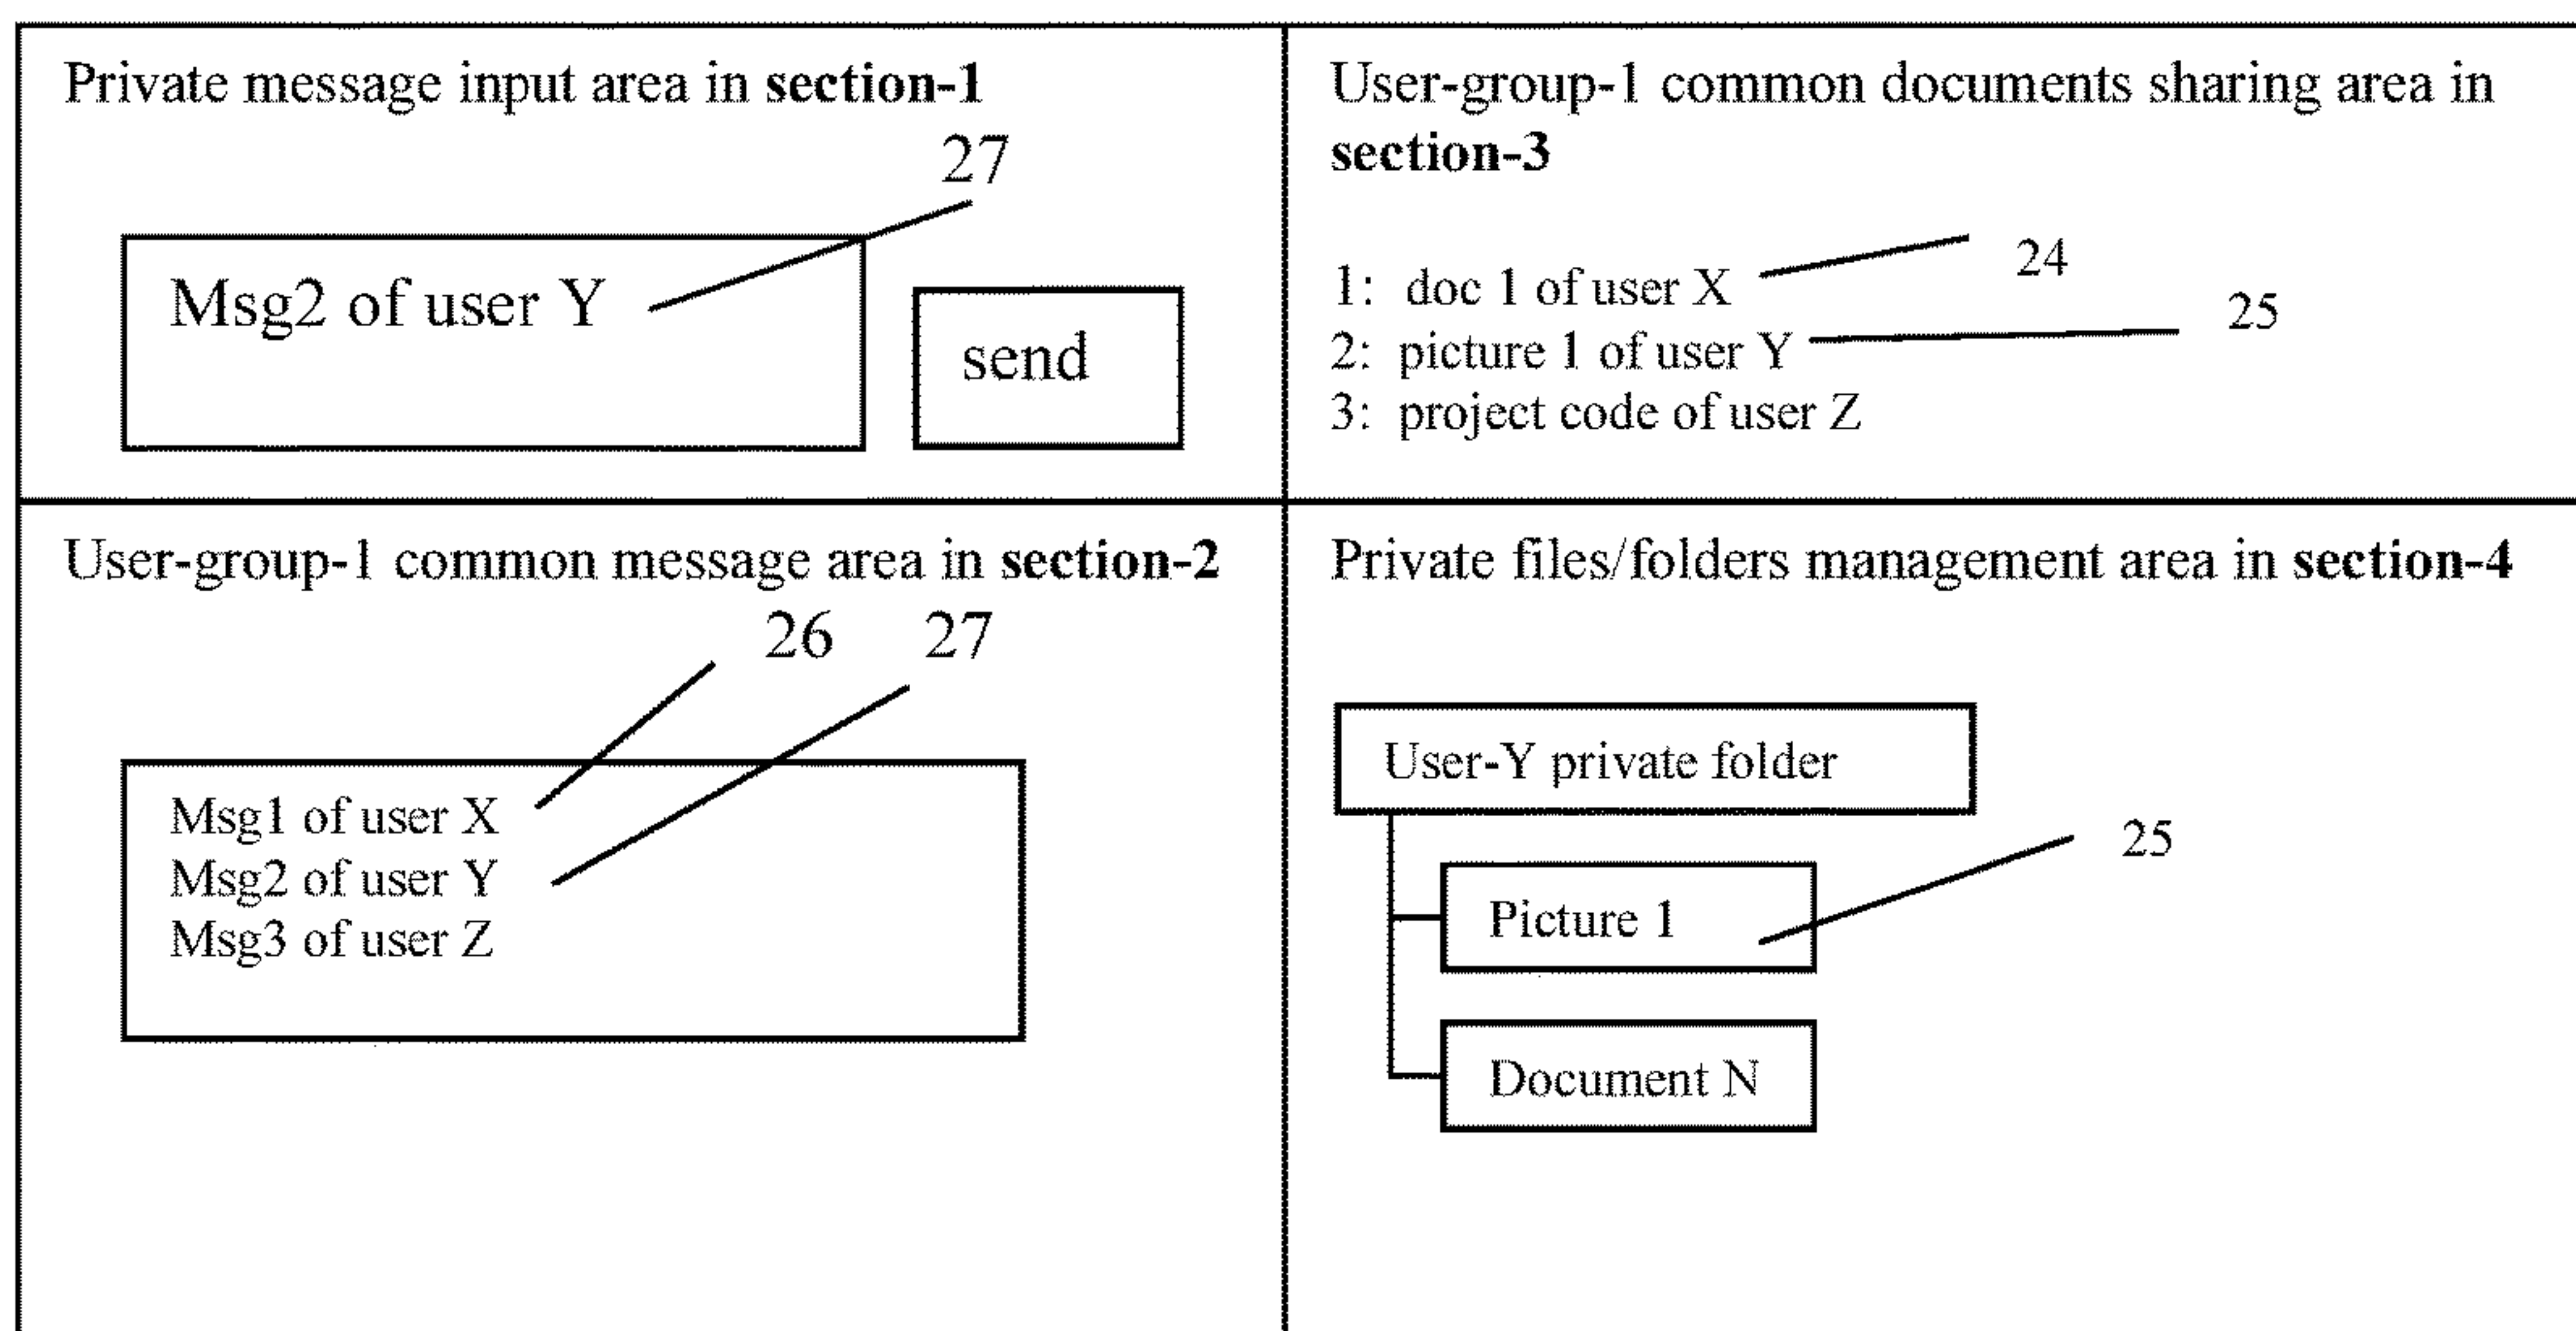 Private message input area in section-1
27
Msg2 of user Y
send
User-group-1 common documents sharing area in
section-3
24
1: doc 1 of user X
25
2: picture 1 of user Y
3: project code of user Z
User-group-1 common message area in section-2
26 27
Msg1 of user X
Msg2 of user Y
Msg3 of user Z
Private files/folders management area in section-4
User-Y private folder
25
Picture 1
Document N